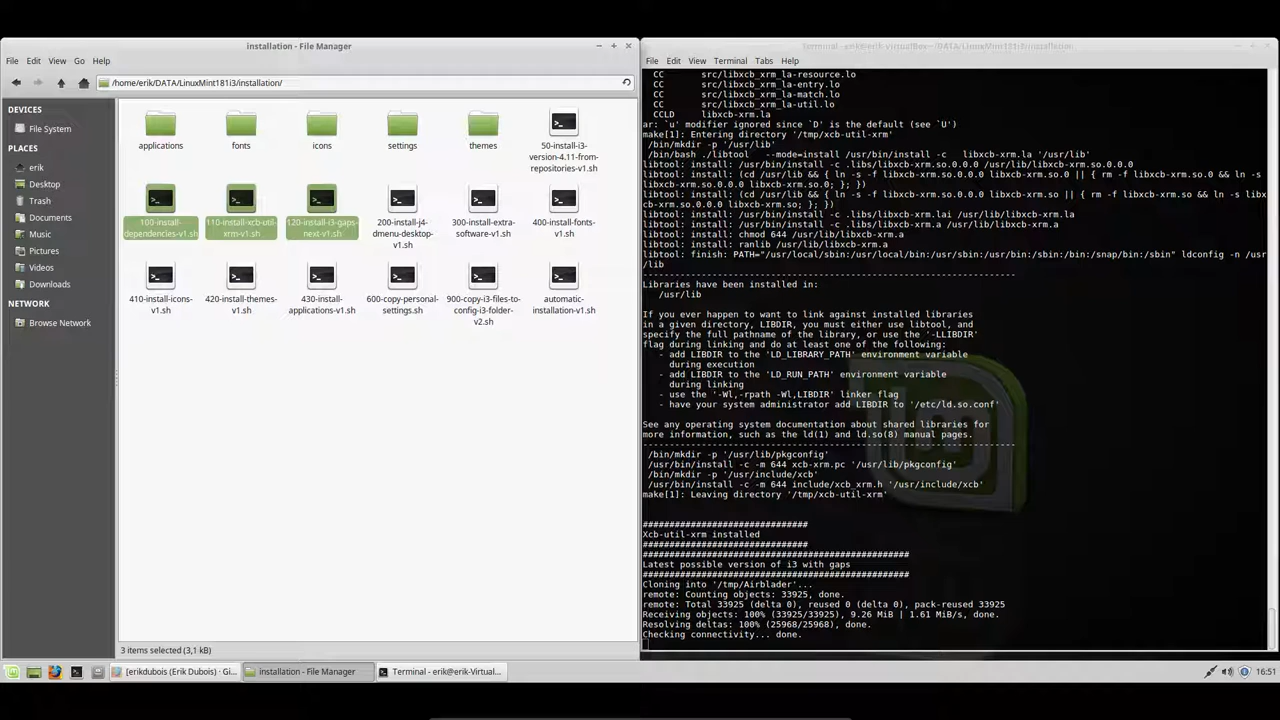 installation - File Manager
File Edit View Go Help
/home/erik/DATA/LinuxMint181i3/installation/
DEVICES
File System
PLACES
erik
Desktop
Trash
Documents
Music
Pictures
Videos
Downloads
NETWORK
Browse Network
applications
fonts
icons
settings
themes
50-install-i3-
version-4.11-from-
repositories-v1.sh
100-install-
dependencies-v1.sh
110-install-xcb-util-
xrm-v1.sh
120-install-i3-gaps-
next-v1.sh
200-install-j4-
dmenu-desktop-
v1.sh
300-install-extra-
software-v1.sh
400-install-fonts-
v1.sh
410-install-icons-
v1.sh
420-install-themes-
v1.sh
430-install-
applications-v1.sh
600-copy-personal-
settings.sh
900-copy-i3-files-to-
config-i3-folder-
v2.sh
automatic-
installation-v1.sh
3 items selected (3,1 kB)
Terminal - erik@erik-VirtualBox:~/DATA/LinuxMint181i3/installation
File Edit View Terminal Tabs Help
CC src/libxcb_xrm_la-resource.lo
CC src/libxcb_xrm_la-entry.lo
CC src/libxcb_xrm_la-match.lo
CC src/libxcb_xrm_la-util.lo
CCLD libxcb-xrm.la
ar: `u' modifier ignored since `D' is the default (see `U')
make[1]: Entering directory '/tmp/xcb-util-xrm'
/bin/mkdir -p '/usr/lib'
/bin/bash ./libtool --mode=install /usr/bin/install -c libxcb-xrm.la '/usr/lib'
libtool: install: /usr/bin/install -c .libs/libxcb-xrm.so.0.0.0 /usr/lib/libxcb-xrm.so.0.0.0
libtool: install: (cd /usr/lib && { ln -s -f libxcb-xrm.so.0.0.0 libxcb-xrm.so.0 || { rm -f libxcb-xrm.so.0 && ln -s l
ibxcb-xrm.so.0.0.0 libxcb-xrm.so.0; }; })
libtool: install: (cd /usr/lib && { ln -s -f libxcb-xrm.so.0.0.0 libxcb-xrm.so || { rm -f libxcb-xrm.so && ln -s libxc
b-xrm.so.0.0.0 libxcb-xrm.so; }; })
libtool: install: /usr/bin/install -c .libs/libxcb-xrm.lai /usr/lib/libxcb-xrm.la
libtool: install: /usr/bin/install -c .libs/libxcb-xrm.a /usr/lib/libxcb-xrm.a
libtool: install: chmod 644 /usr/lib/libxcb-xrm.a
libtool: install: ranlib /usr/lib/libxcb-xrm.a
libtool: finish: PATH="/usr/local/sbin:/usr/local/bin:/usr/sbin:/usr/bin:/sbin:/bin:/snap/bin:/sbin" ldconfig -n /usr
/lib
----------------------------------------------------------------------
Libraries have been installed in:
/usr/lib
If you ever happen to want to link against installed libraries
in a given directory, LIBDIR, you must either use libtool, and
specify the full pathname of the library, or use the '-LLIBDIR'
flag during linking and do at least one of the following:
- add LIBDIR to the 'LD_LIBRARY_PATH' environment variable
during execution
- add LIBDIR to the 'LD_RUN_PATH' environment variable
during linking
- use the '-Wl,-rpath -Wl,LIBDIR' linker flag
- have your system administrator add LIBDIR to '/etc/ld.so.conf'
See any operating system documentation about shared libraries for
more information, such as the ld(1) and ld.so(8) manual pages.
----------------------------------------------------------------------
/bin/mkdir -p '/usr/lib/pkgconfig'
/usr/bin/install -c -m 644 xcb-xrm.pc '/usr/lib/pkgconfig'
/bin/mkdir -p '/usr/include/xcb'
/usr/bin/install -c -m 644 include/xcb_xrm.h '/usr/include/xcb'
make[1]: Leaving directory '/tmp/xcb-util-xrm'
###############################
Xcb-util-xrm installed
###############################
##################################################
Latest possible version of i3 with gaps
##################################################
Cloning into '/tmp/Airblader'...
remote: Counting objects: 33925, done.
remote: Total 33925 (delta 0), reused 0 (delta 0), pack-reused 33925
Receiving objects: 100% (33925/33925), 9.26 MiB | 1.61 MiB/s, done.
Resolving deltas: 100% (25968/25968), done.
Checking connectivity... done.
[erikdubois (Erik Dubois) · Gi...
installation - File Manager
Terminal - erik@erik-Virtual...
16:51